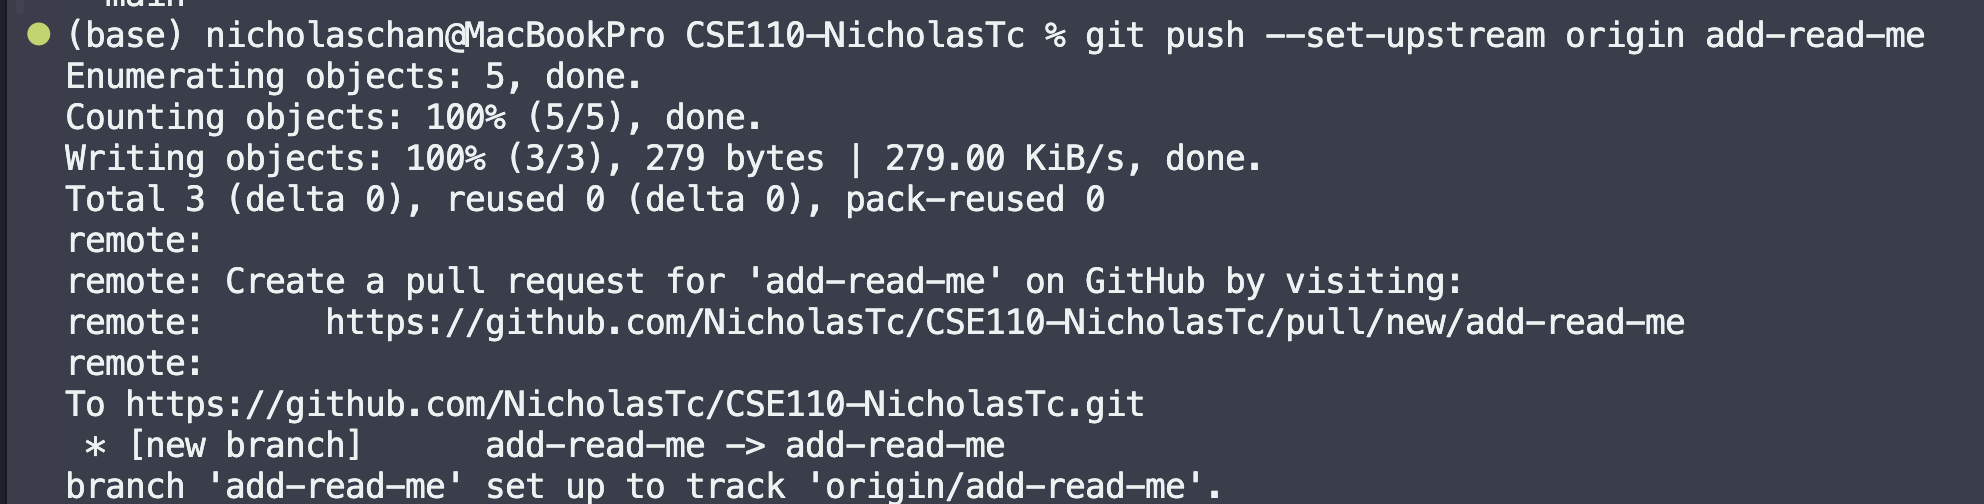 main
(base) nicholaschan@MacBookPro CSE110-NicholasTc % git push --set-upstream origin add-read-me
Enumerating objects: 5, done.
Counting objects: 100% (5/5), done.
Writing objects: 100% (3/3), 279 bytes | 279.00 KiB/s, done.
Total 3 (delta 0), reused 0 (delta 0), pack-reused 0
remote:
remote: Create a pull request for 'add-read-me' on GitHub by visiting:
remote:      https://github.com/NicholasTc/CSE110-NicholasTc/pull/new/add-read-me
remote:
To https://github.com/NicholasTc/CSE110-NicholasTc.git
 * [new branch]      add-read-me -> add-read-me
branch 'add-read-me' set up to track 'origin/add-read-me'.